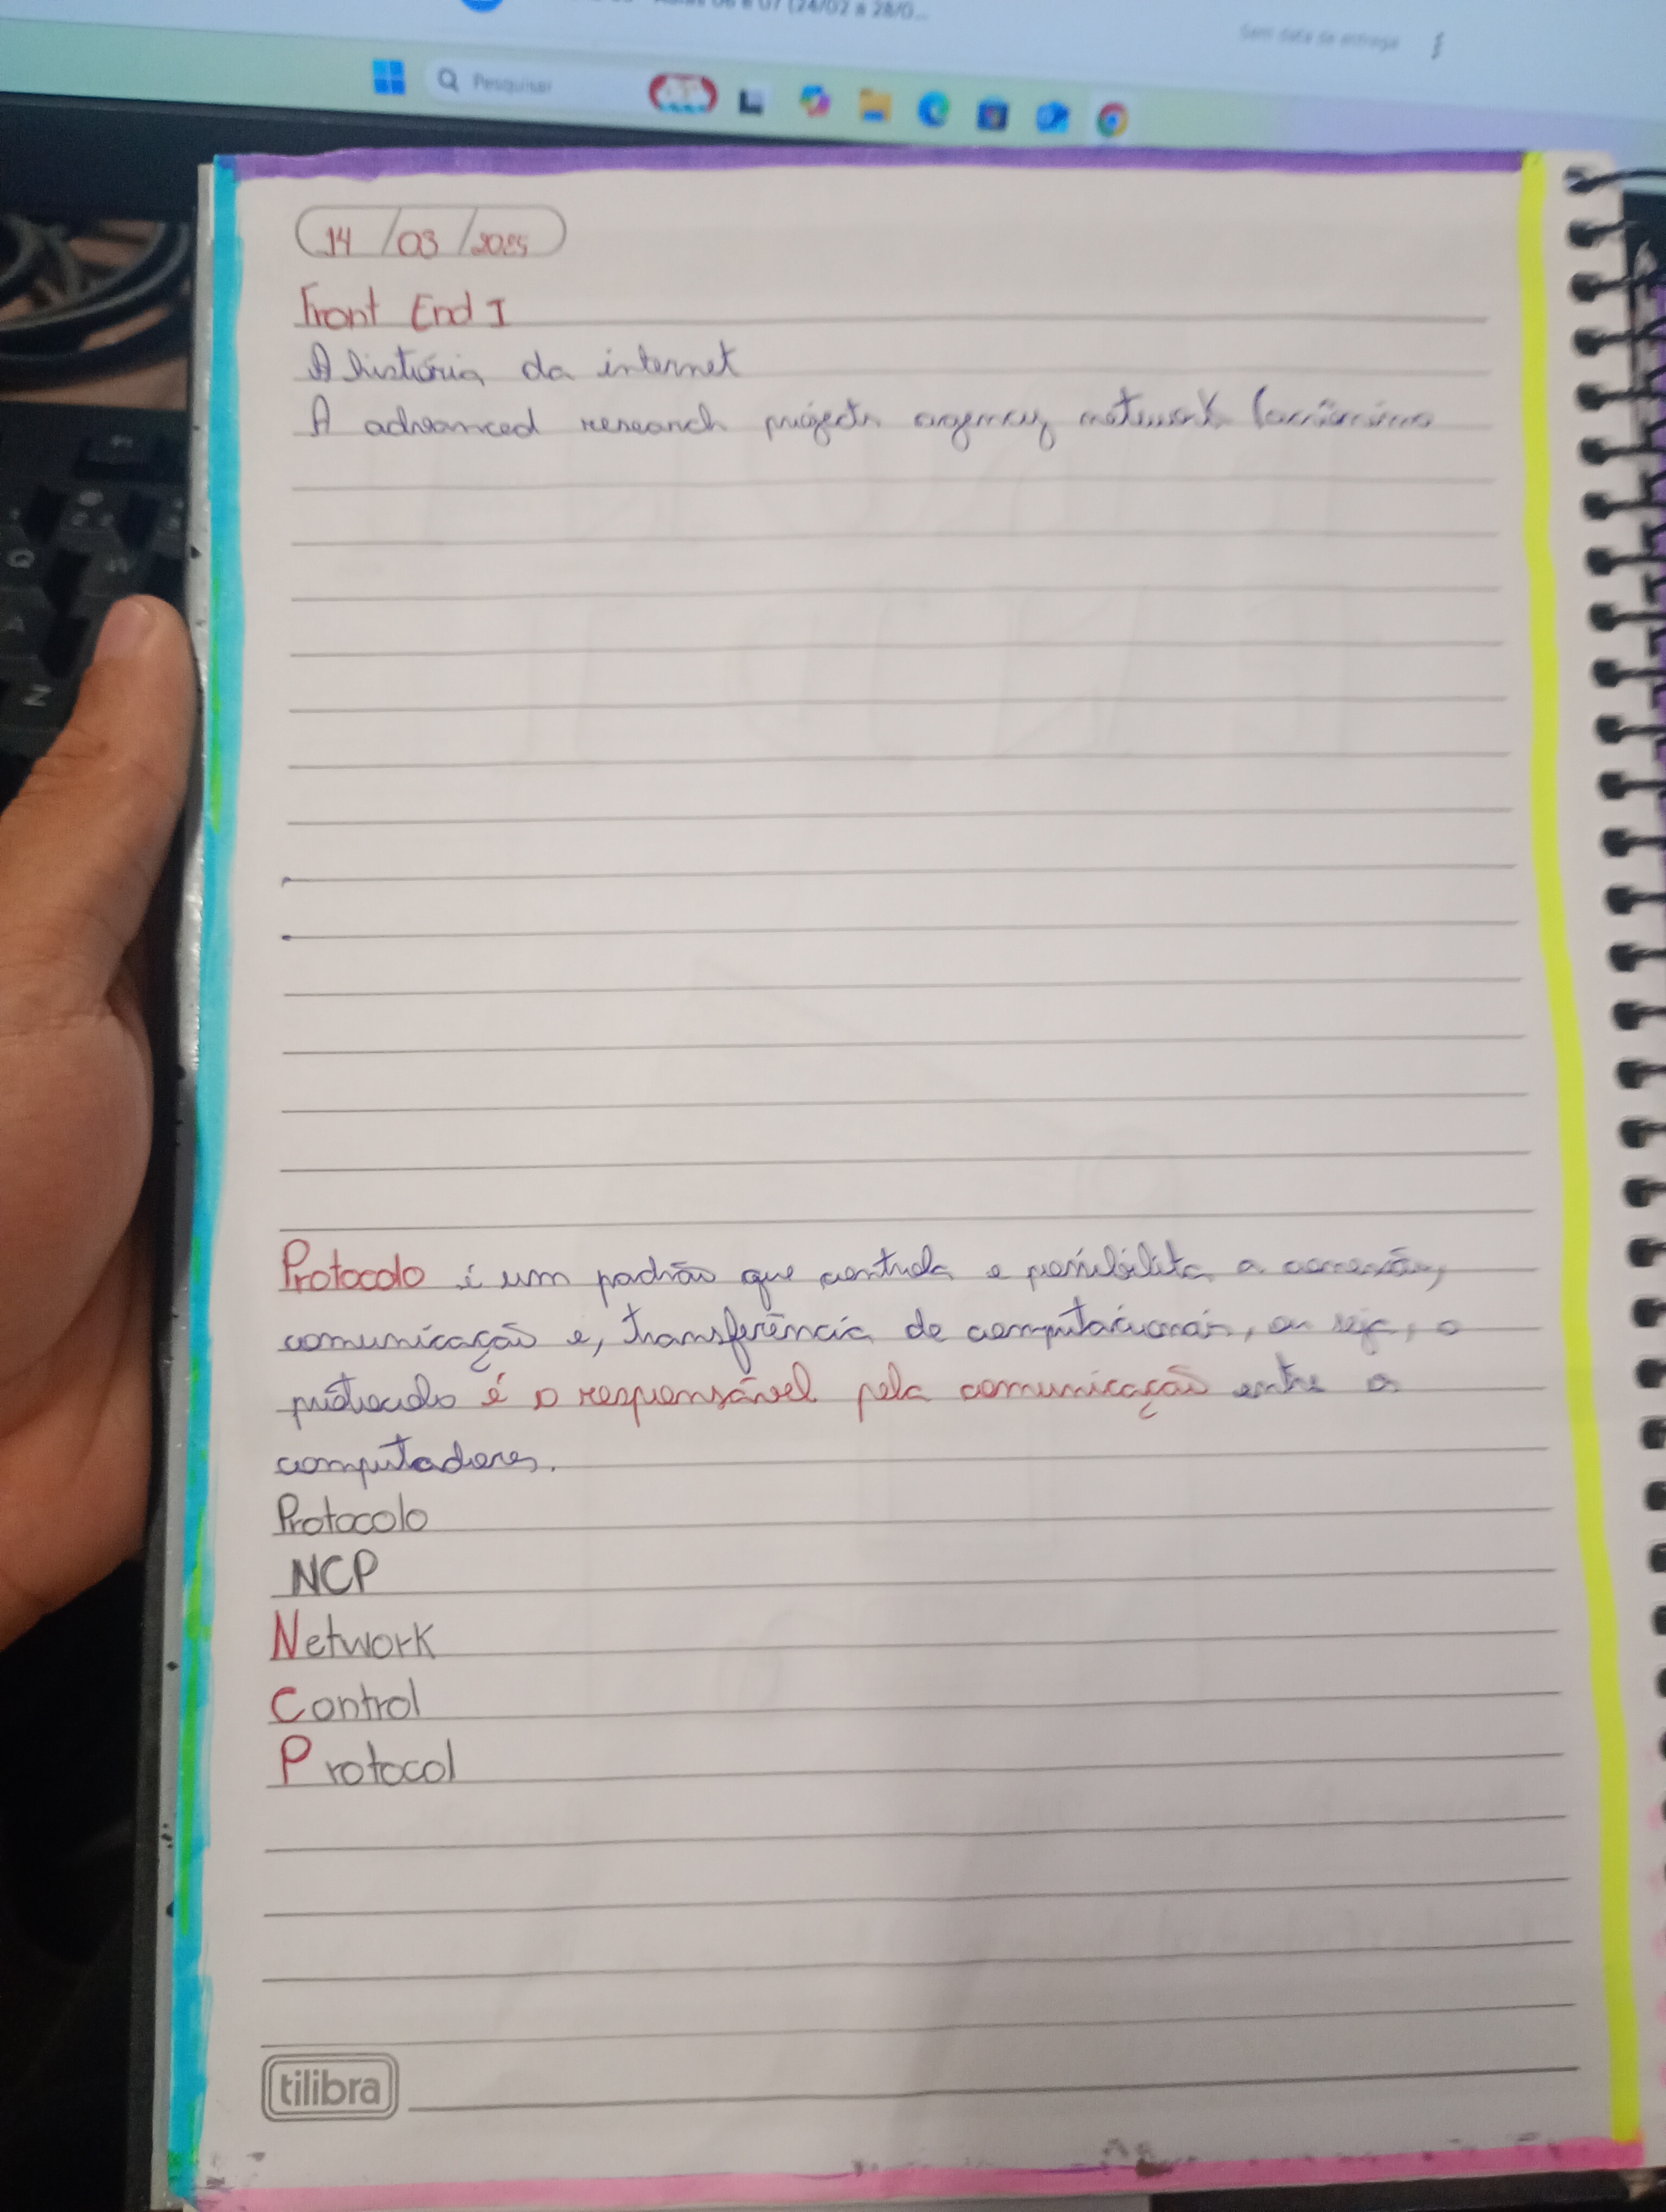 Aulas 06 e 07 (24/02 a 28/0...
Sem data de entrega
Pesquisar
14/03/2025
Front End I
A história da internet
A advanced research projects agency network (acrônimo
Protocolo é um padrão que controla e possibilita a conexão,
comunicação e, transferência de computacionais, ou seja, o
protocolo é o responsável pela comunicação entre o
computadores.
Protocolo
NCP
Network
Control
Protocol
tilibra
Q
A
Z